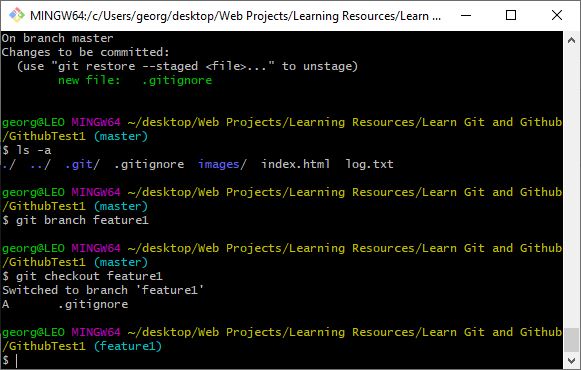 MINGW64:/c/Users/georg/desktop/Web Projects/Learning Resources/Learn ...
On branch master
Changes to be committed:
  (use "git restore --staged <file>..." to unstage)
        new file:   .gitignore
georg@LEO MINGW64 ~/desktop/Web Projects/Learning Resources/Learn Git and Github
/GithubTest1 (master)
$ ls -a
./  ../  .git/  .gitignore  images/  index.html  log.txt
georg@LEO MINGW64 ~/desktop/Web Projects/Learning Resources/Learn Git and Github
/GithubTest1 (master)
$ git branch feature1
georg@LEO MINGW64 ~/desktop/Web Projects/Learning Resources/Learn Git and Github
/GithubTest1 (master)
$ git checkout feature1
Switched to branch 'feature1'
A       .gitignore
georg@LEO MINGW64 ~/desktop/Web Projects/Learning Resources/Learn Git and Github
/GithubTest1 (feature1)
$